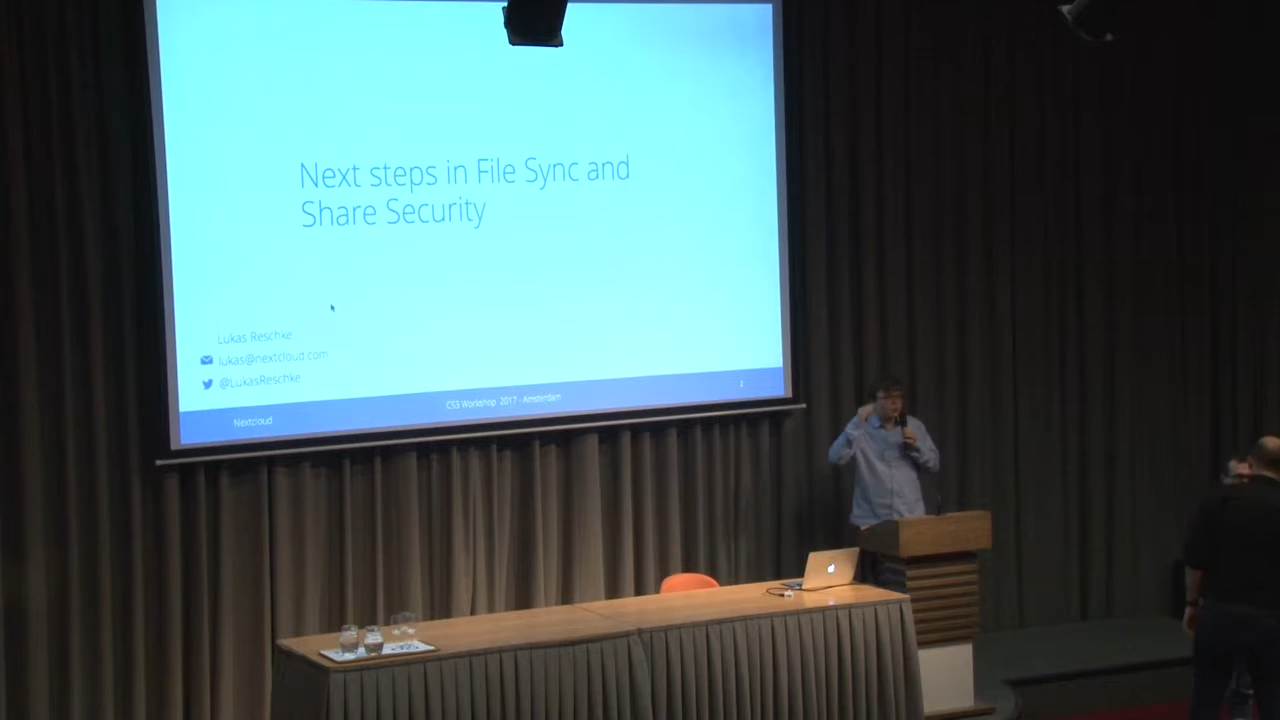 Next steps in File Sync and
Share Security
Lukas Reschke
lukas@nextcloud.com
@LukasReschke
Nextcloud
CS3 Workshop 2017 - Amsterdam
2